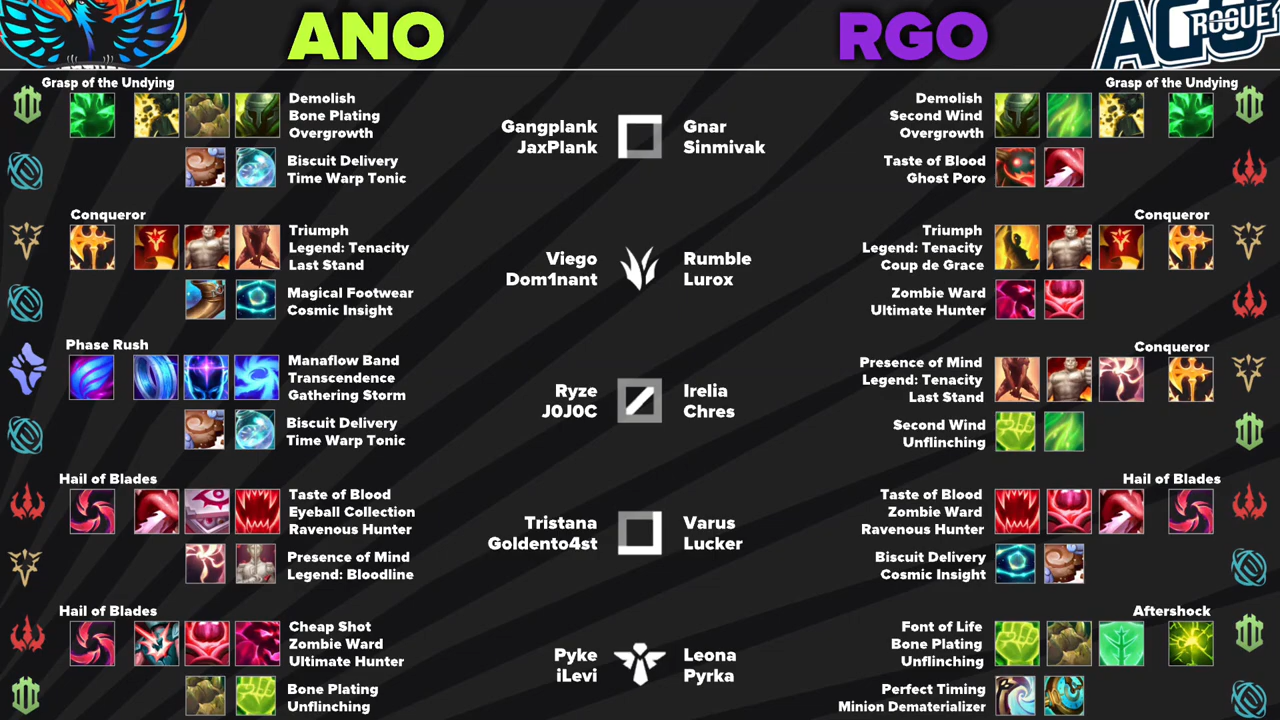 ANO
RGO
ROGUE
Grasp of the Undying
Demolish
Bone Plating
Overgrowth
Biscuit Delivery
Time Warp Tonic
Gangplank
JaxPlank
Gnar
Sinmivak
Grasp of the Undying
Demolish
Second Wind
Overgrowth
Taste of Blood
Ghost Poro
Conqueror
Triumph
Legend: Tenacity
Last Stand
Magical Footwear
Cosmic Insight
Viego
Dom1nant
Rumble
Lurox
Conqueror
Triumph
Legend: Tenacity
Coup de Grace
Zombie Ward
Ultimate Hunter
Phase Rush
Manaflow Band
Transcendence
Gathering Storm
Biscuit Delivery
Time Warp Tonic
Ryze
J0J0C
Irelia
Chres
Conqueror
Presence of Mind
Legend: Tenacity
Last Stand
Second Wind
Unflinching
Hail of Blades
Taste of Blood
Eyeball Collection
Ravenous Hunter
Presence of Mind
Legend: Bloodline
Tristana
Goldento4st
Varus
Lucker
Hail of Blades
Taste of Blood
Zombie Ward
Ravenous Hunter
Biscuit Delivery
Cosmic Insight
Hail of Blades
Cheap Shot
Zombie Ward
Ultimate Hunter
Bone Plating
Unflinching
Pyke
iLevi
Leona
Pyrka
Aftershock
Font of Life
Bone Plating
Unflinching
Perfect Timing
Minion Dematerializer